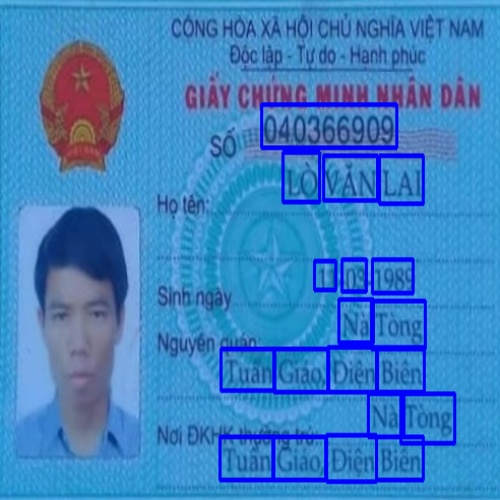 CỘNG HÒA XÃ HỘI CHỦ NGHĨA VIỆT NAM
Độc lập - Tự do - Hạnh phúc
GIẤY CHỨNG MINH NHÂN DÂN
SỐ 040366909
Họ tên: LÒ VĂN LAI
Sinh ngày 11-03-1989
Nguyên quán: Nà Tòng
Tuần Giáo, Điện Biên
Nơi ĐKHK thường trú: Nà Tòng
Tuần Giáo, Điện Biên